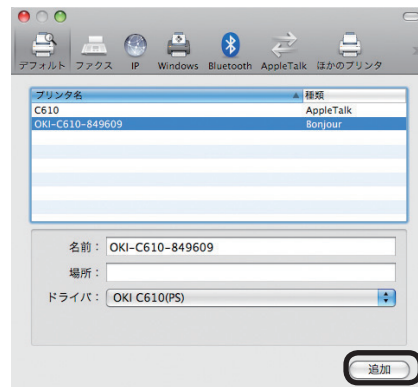 デフォルト ファクス IP Windows Bluetooth AppleTalk ほかのプリンタ
プリンタ名 種類
C610 AppleTalk
OKI-C610-849609 Bonjour
名前： OKI-C610-849609
場所：
ドライバ： OKI C610(PS)
追加